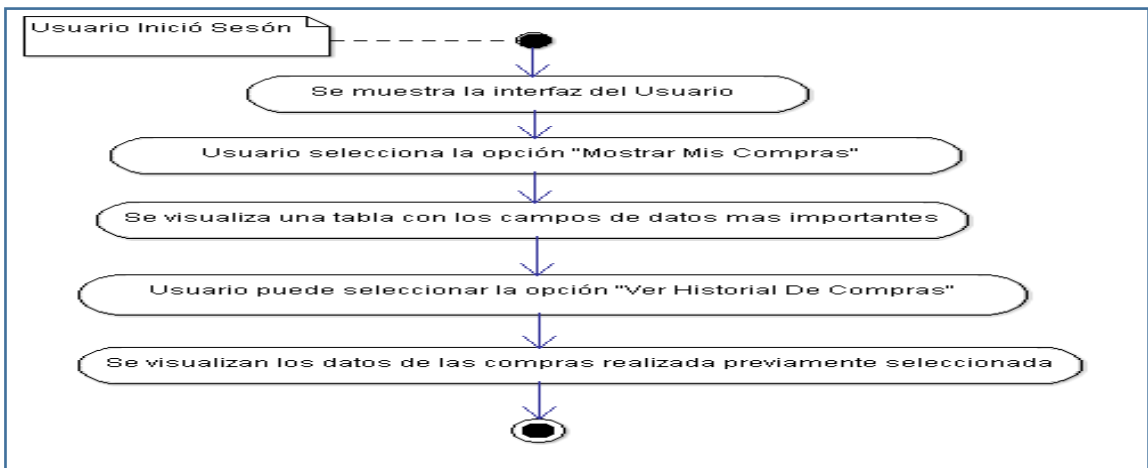 Usuario Inició Sesón
Se muestra la interfaz del Usuario
Usuario selecciona la opción "Mostrar Mis Compras"
Se visualiza una tabla con los campos de datos mas importantes
Usuario puede seleccionar la opción "Ver Historial De Compras"
Se visualizan los datos de las compras realizada previamente seleccionada